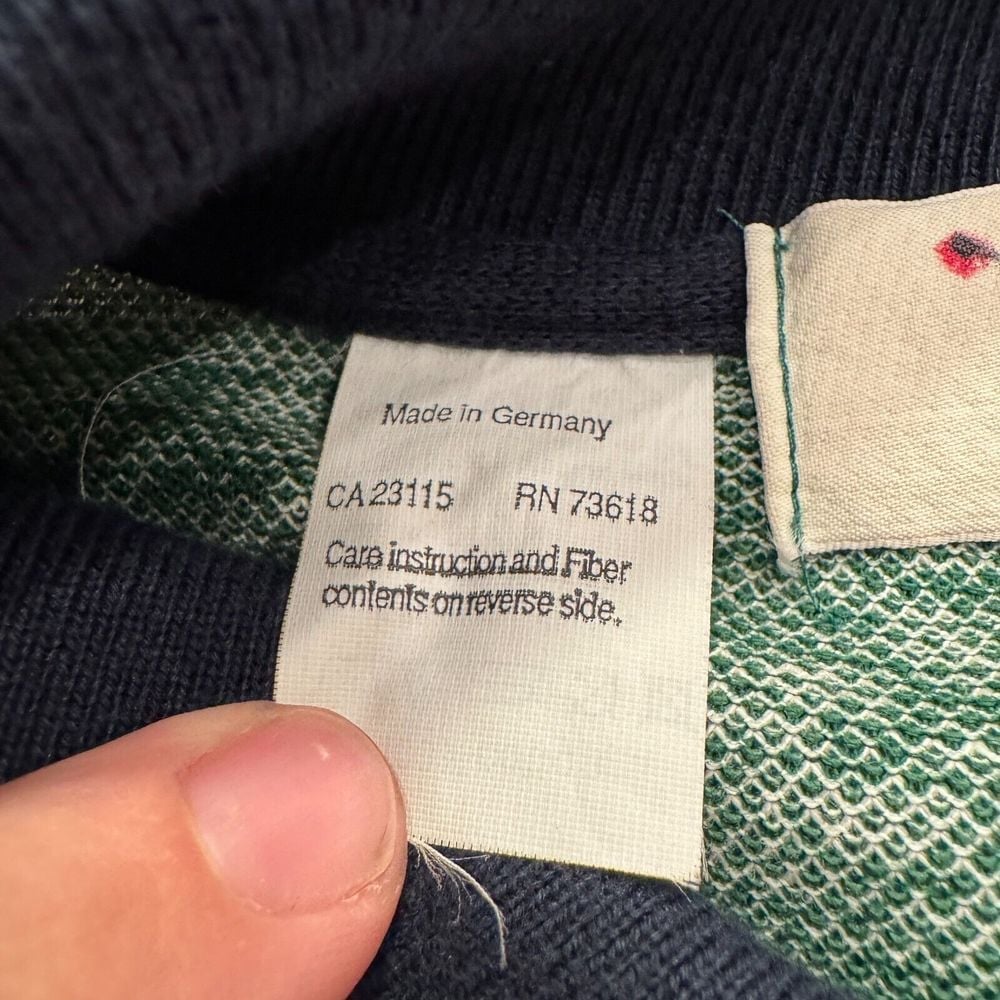 Made in Germany
CA 23115 RN 73618
Care instruction and Fiber
contents on reverse side.